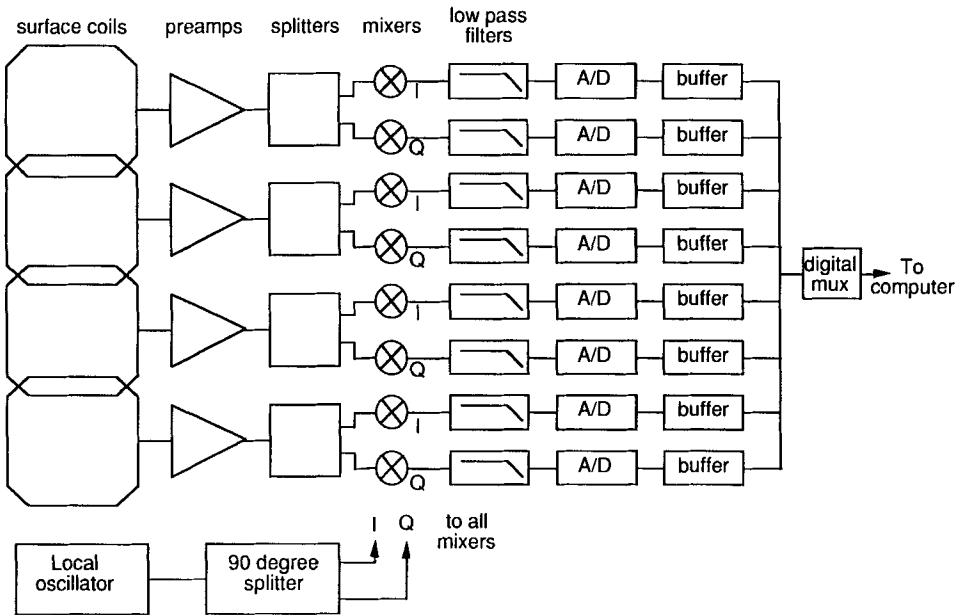 surface coils preamps splitters mixers low pass
filters
I A/D buffer
Q A/D buffer
I A/D buffer
Q A/D buffer
digital
mux
To
computer
I A/D buffer
Q A/D buffer
I A/D buffer
Q A/D buffer
I Q to all
mixers
Local
oscillator
90 degree
splitter